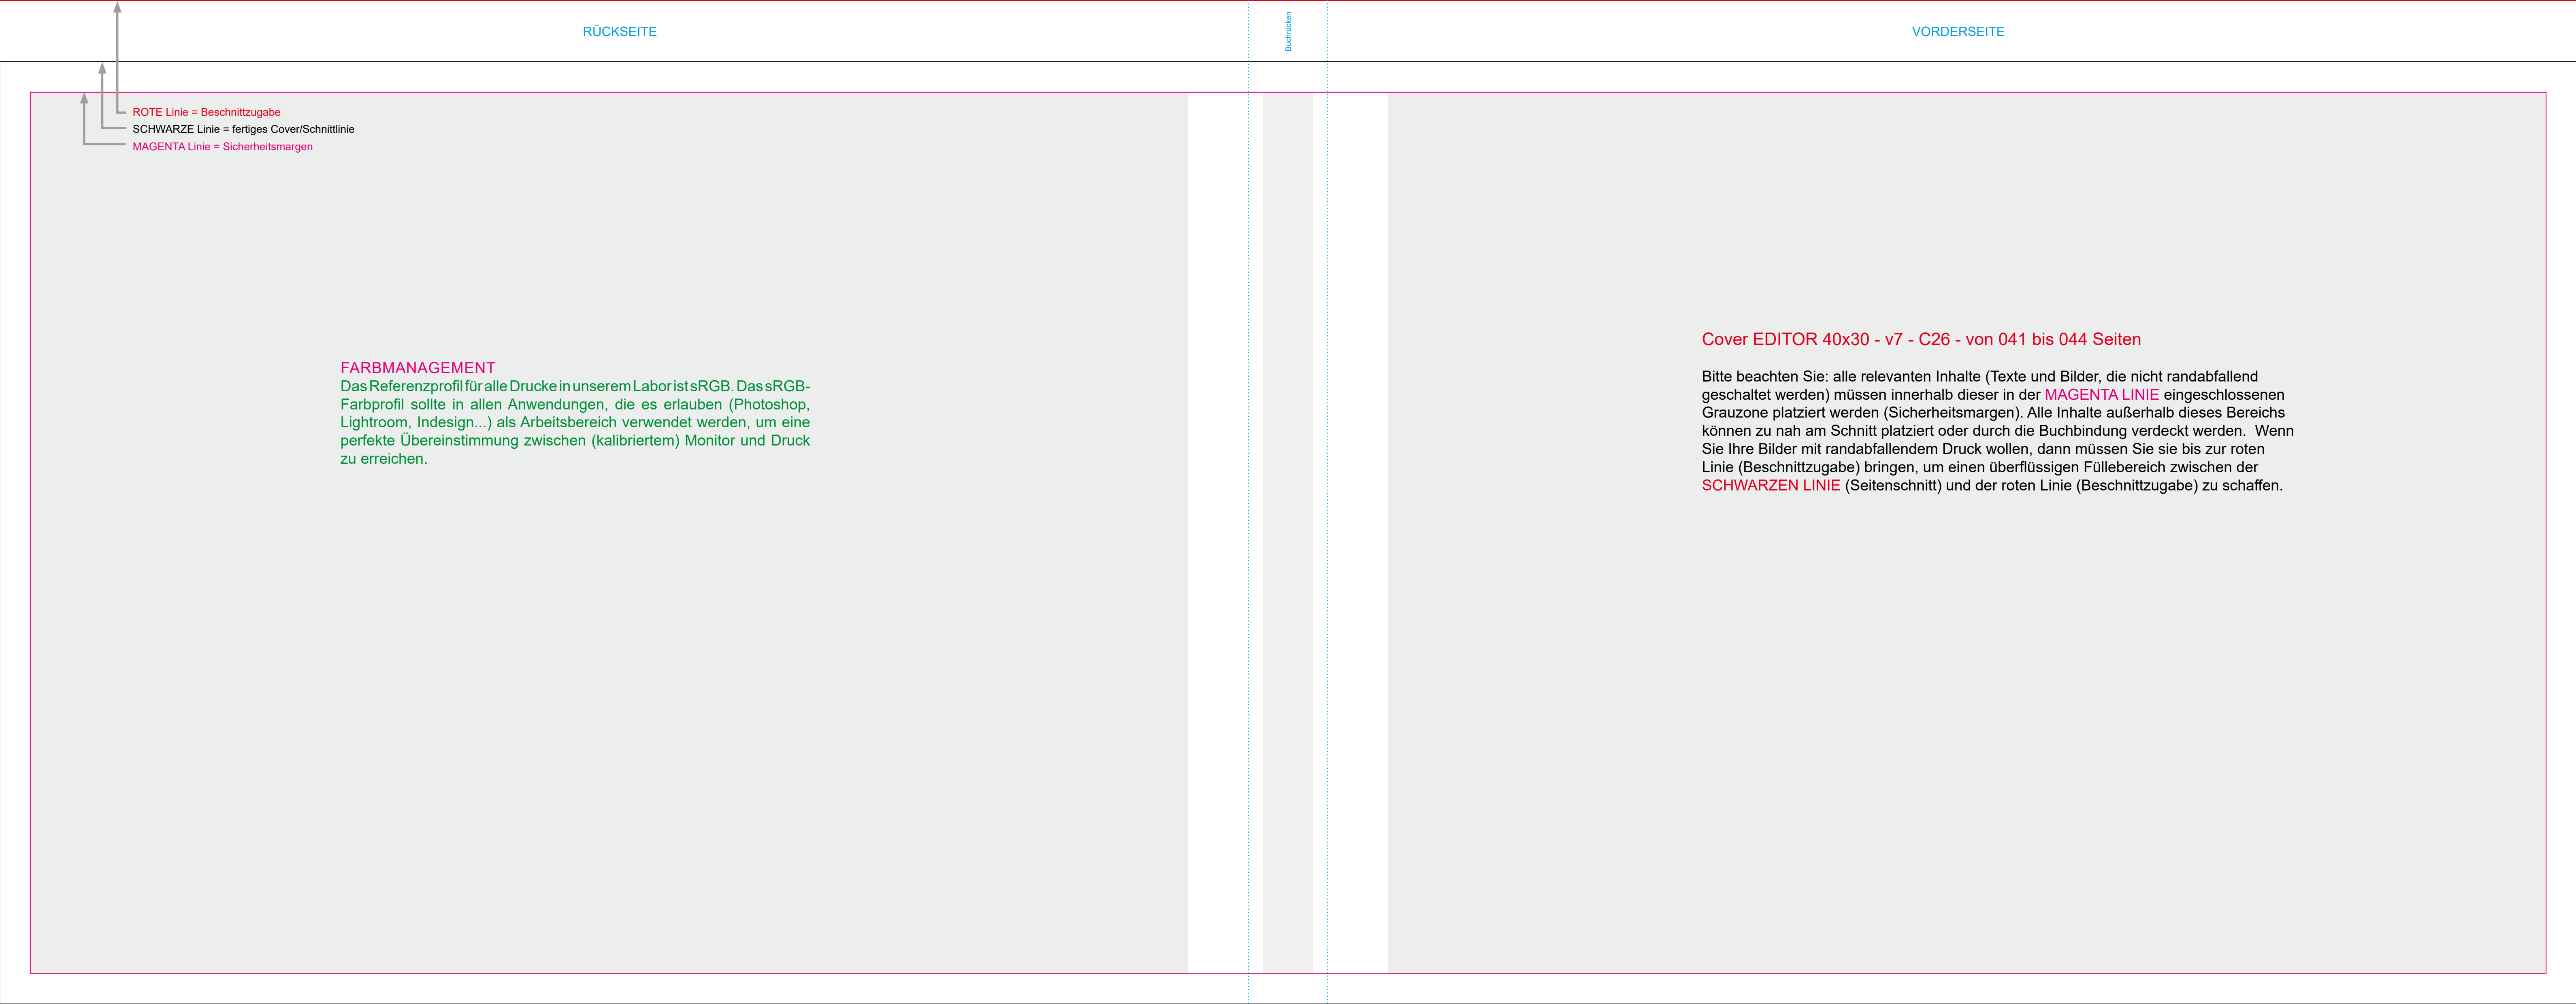 RÜCKSEITE
Buchrücken
VORDERSEITE
ROTE Linie = Beschnittzugabe
SCHWARZE Linie = fertiges Cover/Schnittlinie
MAGENTA Linie = Sicherheitsmargen
FARBMANAGEMENT
Das Referenzprofil für alle Drucke in unserem Labor ist sRGB. Das sRGB-
Farbprofil sollte in allen Anwendungen, die es erlauben (Photoshop,
Lightroom, Indesign...) als Arbeitsbereich verwendet werden, um eine
perfekte Übereinstimmung zwischen (kalibriertem) Monitor und Druck
zu erreichen.
Cover EDITOR 40x30 - v7 - C26 - von 041 bis 044 Seiten
Bitte beachten Sie: alle relevanten Inhalte (Texte und Bilder, die nicht randabfallend
geschaltet werden) müssen innerhalb dieser in der MAGENTA LINIE eingeschlossenen
Grauzone platziert werden (Sicherheitsmargen). Alle Inhalte außerhalb dieses Bereichs
können zu nah am Schnitt platziert oder durch die Buchbindung verdeckt werden.  Wenn
Sie Ihre Bilder mit randabfallendem Druck wollen, dann müssen Sie sie bis zur roten
Linie (Beschnittzugabe) bringen, um einen überflüssigen Füllebereich zwischen der
SCHWARZEN LINIE (Seitenschnitt) und der roten Linie (Beschnittzugabe) zu schaffen.